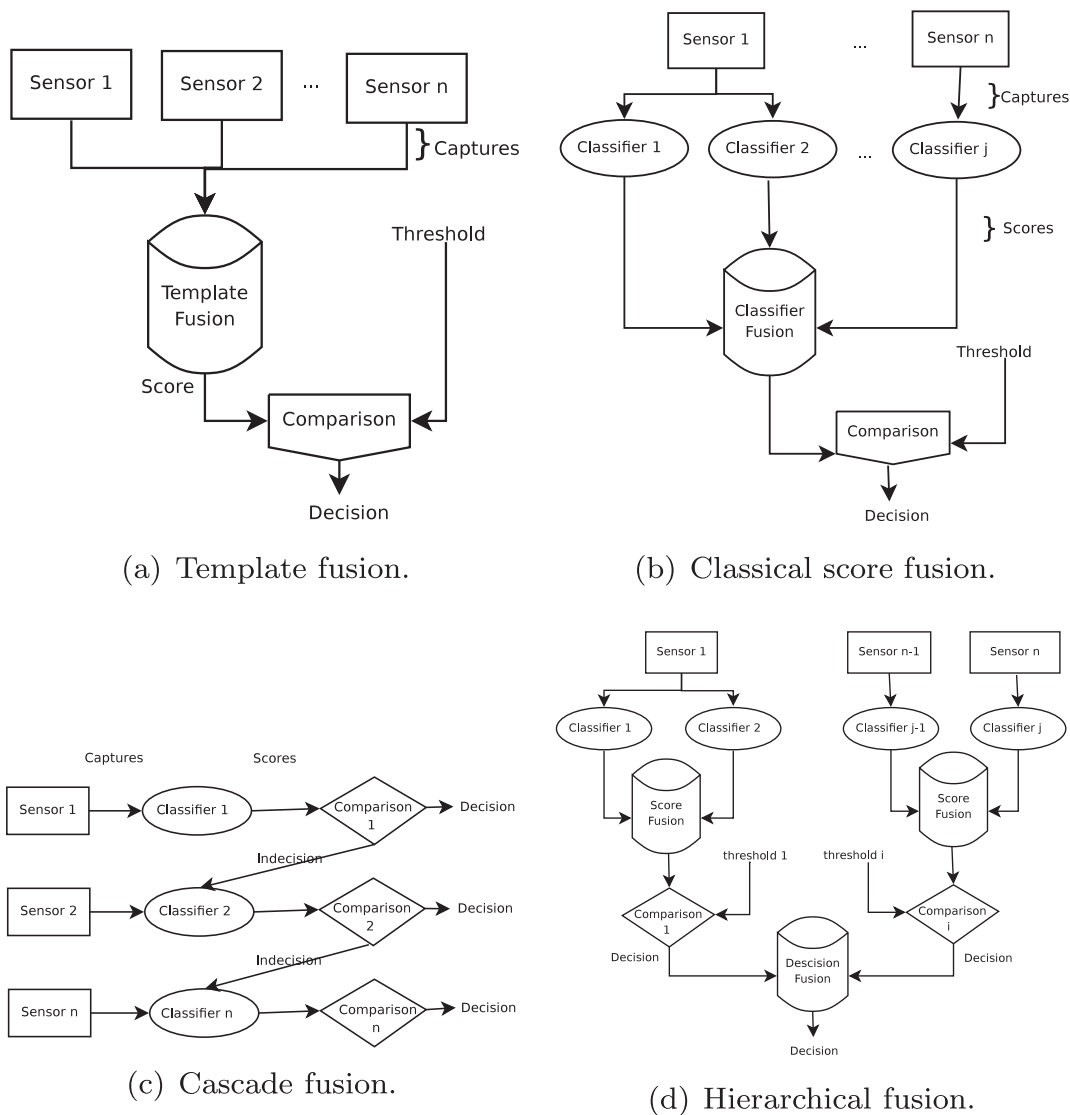 Sensor 1
Sensor 2
...
Sensor n
} Captures
Threshold
Template
Fusion
Score
Comparison
Decision
(a) Template fusion.
Sensor 1
...
Sensor n
} Captures
Classifier 1
Classifier 2
...
Classifier j
} Scores
Classifier
Fusion
Threshold
Comparison
Decision
(b) Classical score fusion.
Captures
Scores
Sensor 1
Classifier 1
Comparison
1
Decision
Indecision
Sensor 2
Classifier 2
Comparison
2
Decision
Indecision
Sensor n
Classifier n
Comparison
n
Decision
(c) Cascade fusion.
Sensor 1
Sensor n-1
Sensor n
Classifier 1
Classifier 2
Classifier j-1
Classifier j
Score
Fusion
Score
Fusion
threshold 1
threshold i
Comparison
1
Comparison
i
Decision
Descision
Fusion
Decision
Decision
(d) Hierarchical fusion.